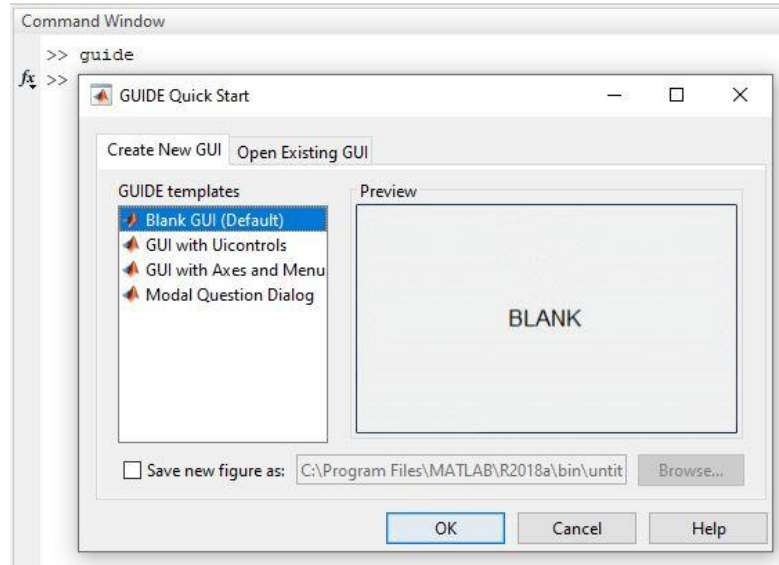 Command Window
>> guide
fx >>
GUIDE Quick Start
Create New GUI Open Existing GUI
GUIDE templates
Preview
Blank GUI (Default)
GUI with Uicontrols
GUI with Axes and Menu
Modal Question Dialog
BLANK
Save new figure as: C:\Program Files\MATLAB\R2018a\bin\untit Browse...
OK Cancel Help